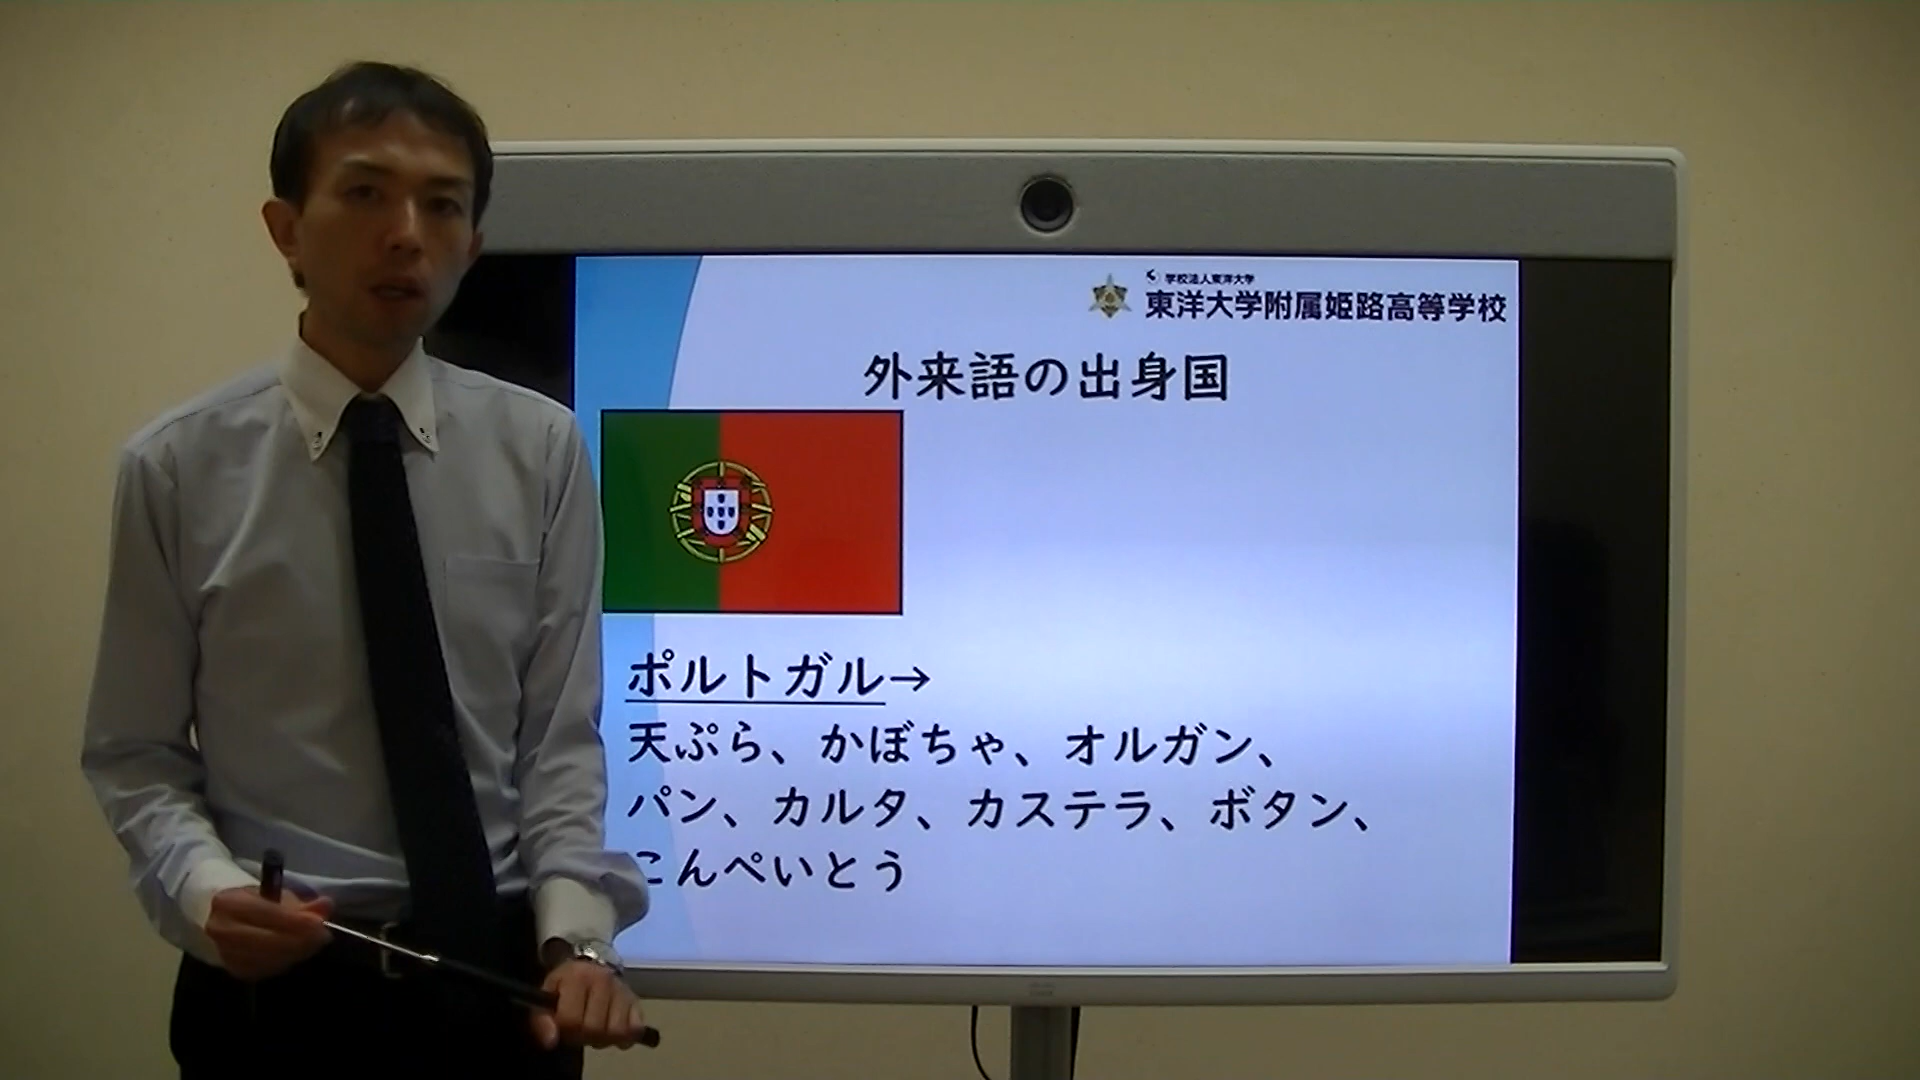 学校法人東洋大学
東洋大学附属姫路高等学校
外来語の出身国
ポルトガル→
天ぷら、かぼちゃ、オルガン、
パン、カルタ、カステラ、ボタン、
こんぺいとう